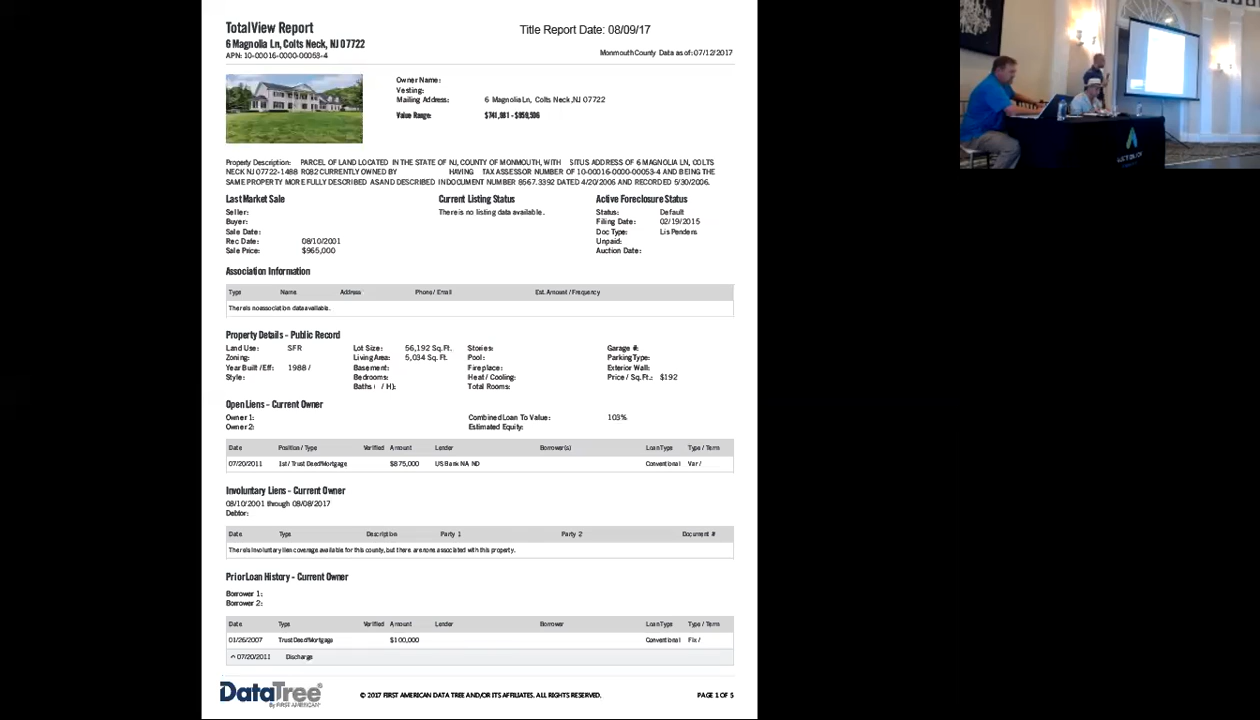 TotalView Report
Title Report Date: 08/09/17
6 Magnolia Ln, Colts Neck, NJ 07722
Monmouth County Data as of: 07/12/2017
APN: 10-00016-0000-00053-4
Owner Name:
Vesting:
Mailing Address: 6 Magnolia Ln, Colts Neck, NJ 07722
Value Range:
Property Description: PARCEL OF LAND LOCATED IN THE STATE OF NJ, COUNTY OF MONMOUTH, WITH SITUS ADDRESS OF 6 MAGNOLIA LN, COLTS
NECK NJ 07722-1488 R082 CURRENTLY OWNED BY HAVING TAX ASSESSOR NUMBER OF 10-00016-0000-00053-4 AND BEING THE
SAME PROPERTY MORE FULLY DESCRIBED AS AND DESCRIBED IN DOCUMENT NUMBER 8567.3392 DATED 4/20/2006 AND RECORDED 5/30/2006.
Last Market Sale Current Listing Status Active Foreclosure Status
Seller: There is no listing data available. Status: Default
Buyer: Filing Date: 02/19/2015
Sale Date: Doc Type: Lis Pendens
Rec Date: 08/10/2001 Unpaid:
Sale Price: $965,000 Auction Date:
Association Information
Type Name Address Phone / Email Est. Amount / Frequency
There is no association data available.
Property Details - Public Record
Land Use: SFR Lot Size: 56,192 Sq. Ft. Stories: Garage #:
Zoning: Living Area: 5,034 Sq. Ft. Pool: Parking Type:
Year Built / Eff: 1988 / Basement: Fireplace: Exterior Wall:
Style: Bedrooms: Heat / Cooling: Price / Sq. Ft.: $192
Baths ( / H): Total Rooms:
Open Liens - Current Owner
Owner 1: Combined Loan To Value: 103%
Owner 2: Estimated Equity:
Date Position / Type Verified Amount Lender Borrower(s) Loan Type Type / Term
07/20/2011 1st / Trust Deed/Mortgage $875,000 US Bank NA ND Conventional Var /
Involuntary Liens - Current Owner
08/10/2001 through 08/08/2017
Debtor:
Date Type Description Party 1 Party 2 Document #
There is involuntary lien coverage available for this county, but there are none associated with this property.
Prior Loan History - Current Owner
Borrower 1:
Borrower 2:
Date Type Verified Amount Lender Borrower Loan Type Type / Term
01/26/2007 Trust Deed/Mortgage $100,000 Conventional Fix /
07/20/2011 Discharge
DataTree
By FIRST AMERICAN
© 2017 FIRST AMERICAN DATA TREE AND/OR ITS AFFILIATES. ALL RIGHTS RESERVED. PAGE 1 OF 5